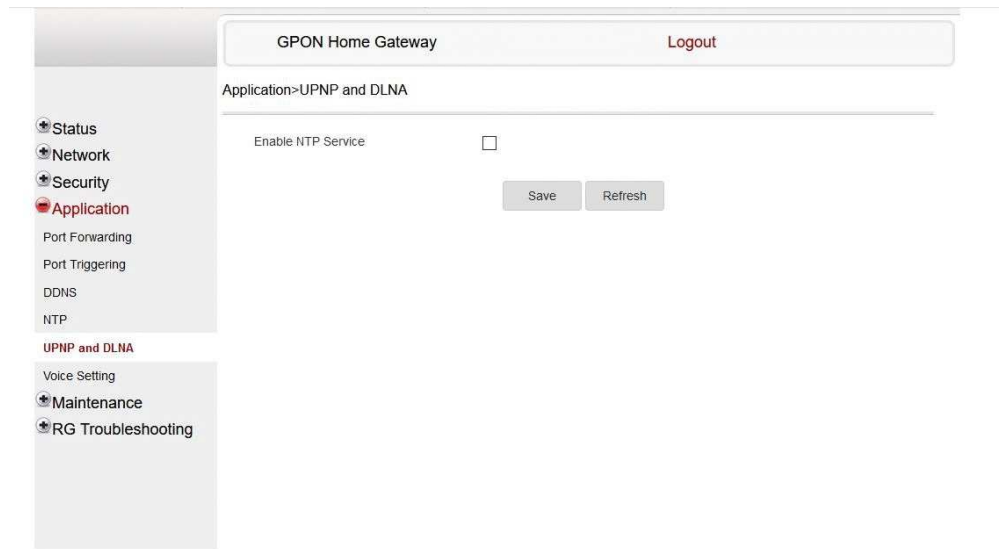 GPON Home Gateway Logout
Application>UPNP and DLNA
Status
Network
Security
Application
Port Forwarding
Port Triggering
DDNS
NTP
UPNP and DLNA
Voice Setting
Maintenance
RG Troubleshooting
Enable NTP Service
Save Refresh